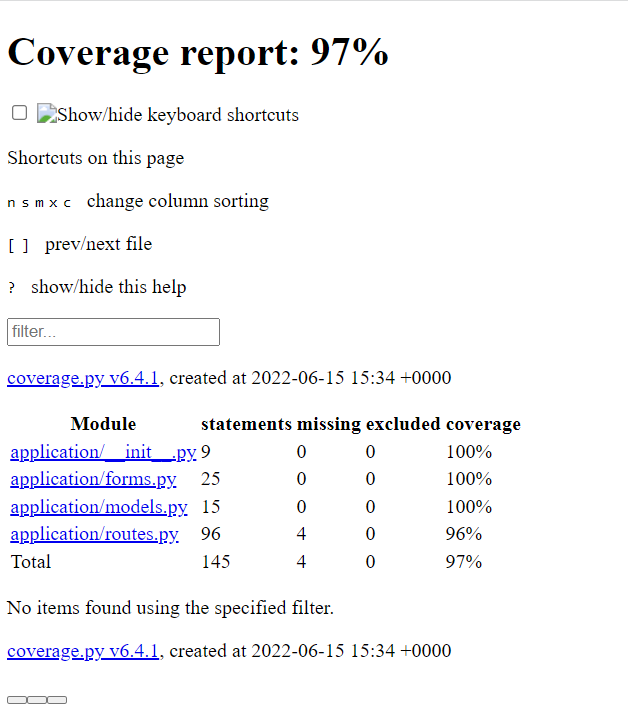 Coverage report: 97%
Show/hide keyboard shortcuts
Shortcuts on this page
n s m x c change column sorting
[ ] prev/next file
? show/hide this help
filter...
coverage.py v6.4.1, created at 2022-06-15 15:34 +0000
Module statements missing excluded coverage
application/__init__.py 9 0 0 100%
application/forms.py 25 0 0 100%
application/models.py 15 0 0 100%
application/routes.py 96 4 0 96%
Total 145 4 0 97%
No items found using the specified filter.
coverage.py v6.4.1, created at 2022-06-15 15:34 +0000